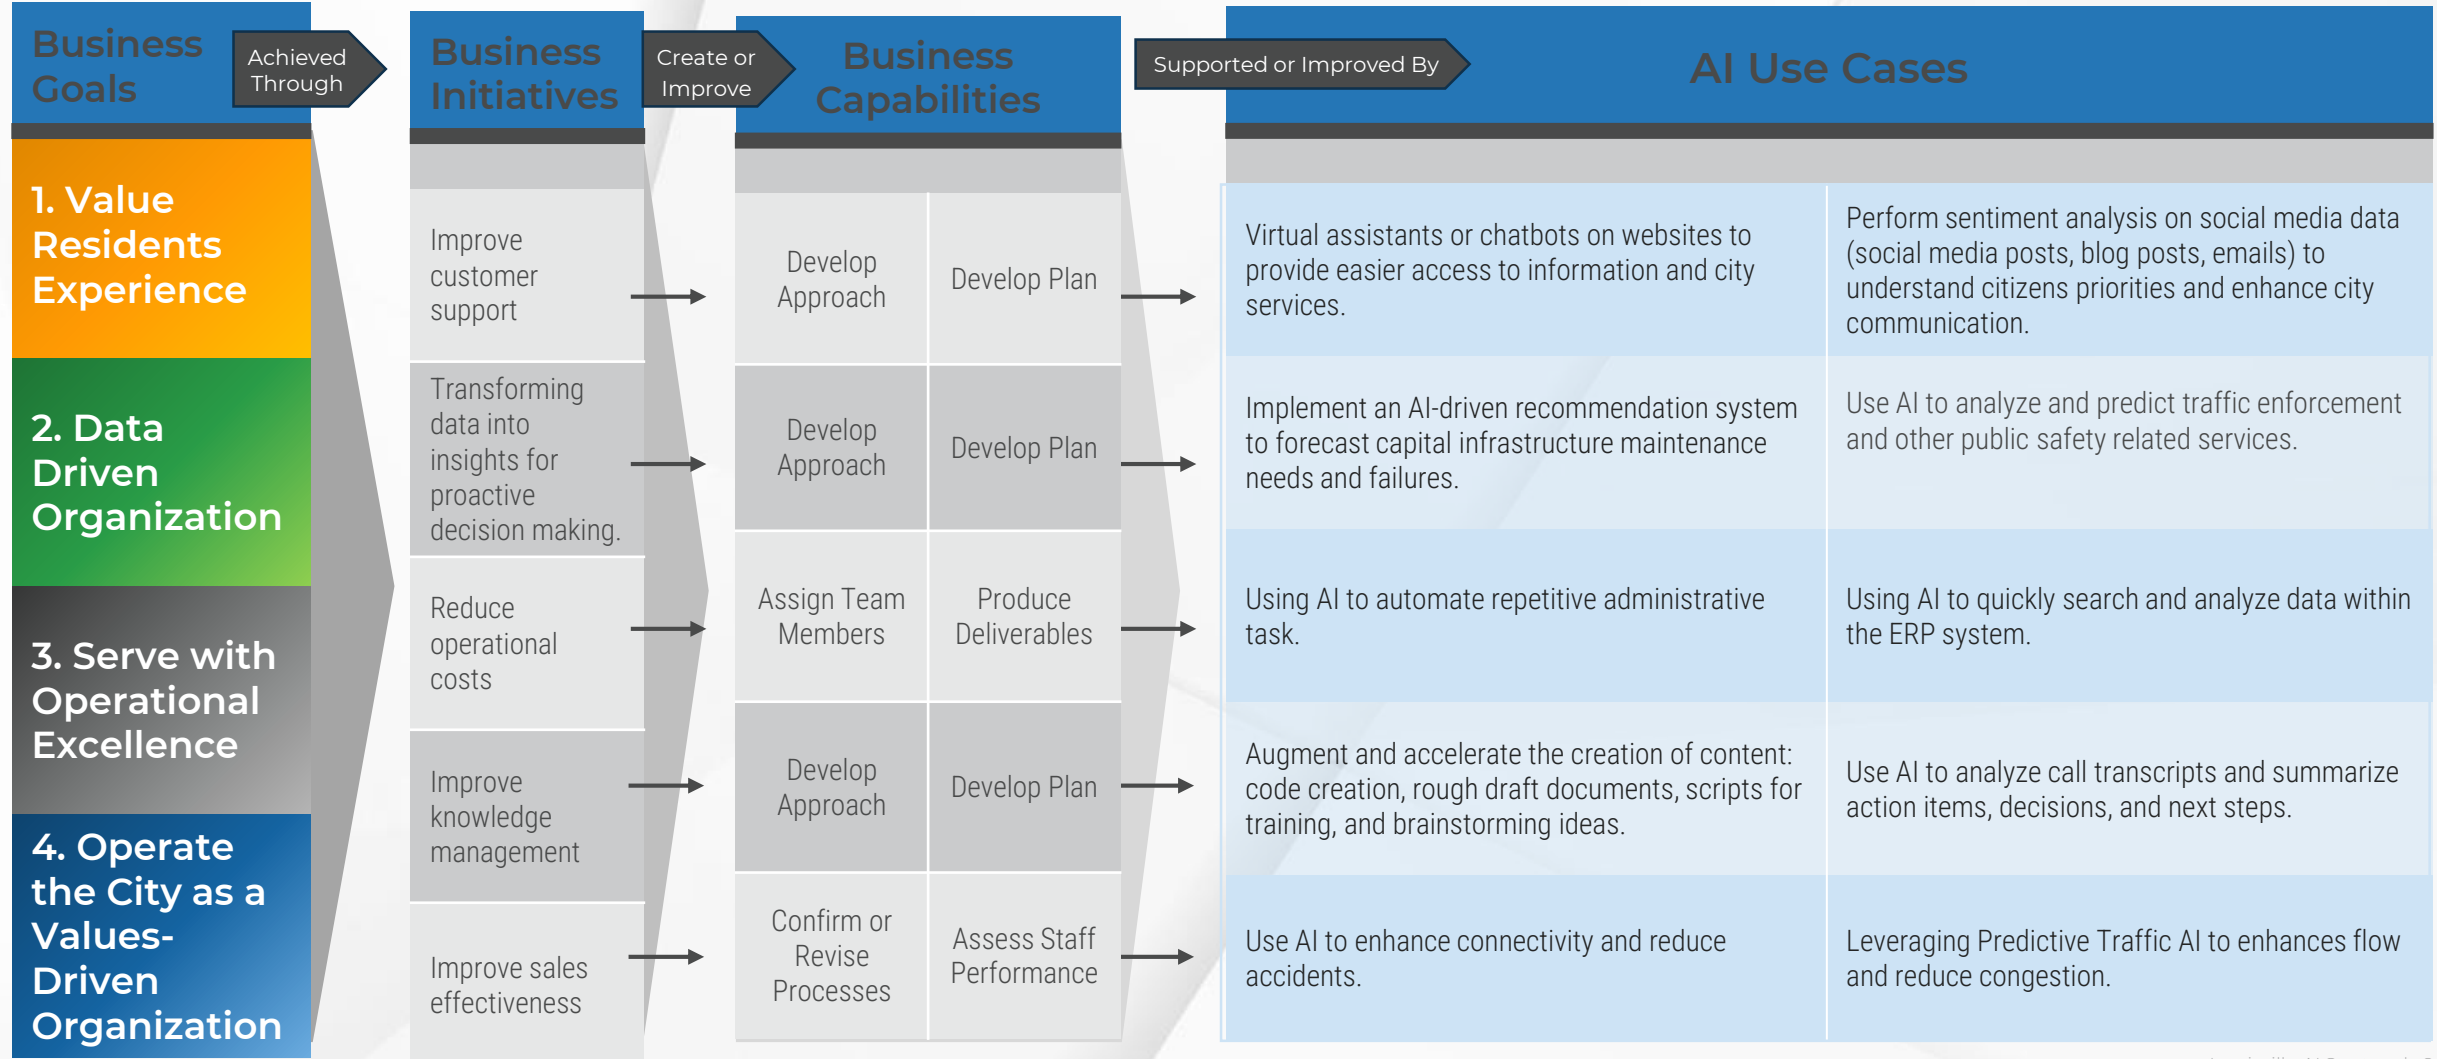 Business
Goals
Achieved
Through
Business
Initiatives
Create or
Improve
Business
Capabilities
Supported or Improved By
AI Use Cases
1. Value
Residents
Experience
2. Data
Driven
Organization
3. Serve with
Operational
Excellence
4. Operate
the City as a
Values-
Driven
Organization
Improve
customer
support
Develop
Approach
Develop Plan
Virtual assistants or chatbots on websites to
provide easier access to information and city
services.
Perform sentiment analysis on social media data
(social media posts, blog posts, emails) to
understand citizens priorities and enhance city
communication.
Transforming
data into
insights for
proactive
decision making.
Develop
Approach
Develop Plan
Implement an AI-driven recommendation system
to forecast capital infrastructure maintenance
needs and failures.
Use AI to analyze and predict traffic enforcement
and other public safety related services.
Reduce
operational
costs
Assign Team
Members
Produce
Deliverables
Using AI to automate repetitive administrative
task.
Using AI to quickly search and analyze data within
the ERP system.
Improve
knowledge
management
Develop
Approach
Develop Plan
Augment and accelerate the creation of content:
code creation, rough draft documents, scripts for
training, and brainstorming ideas.
Use AI to analyze call transcripts and summarize
action items, decisions, and next steps.
Improve sales
effectiveness
Confirm or
Revise
Processes
Assess Staff
Performance
Use AI to enhance connectivity and reduce
accidents.
Leveraging Predictive Traffic AI to enhances flow
and reduce congestion.